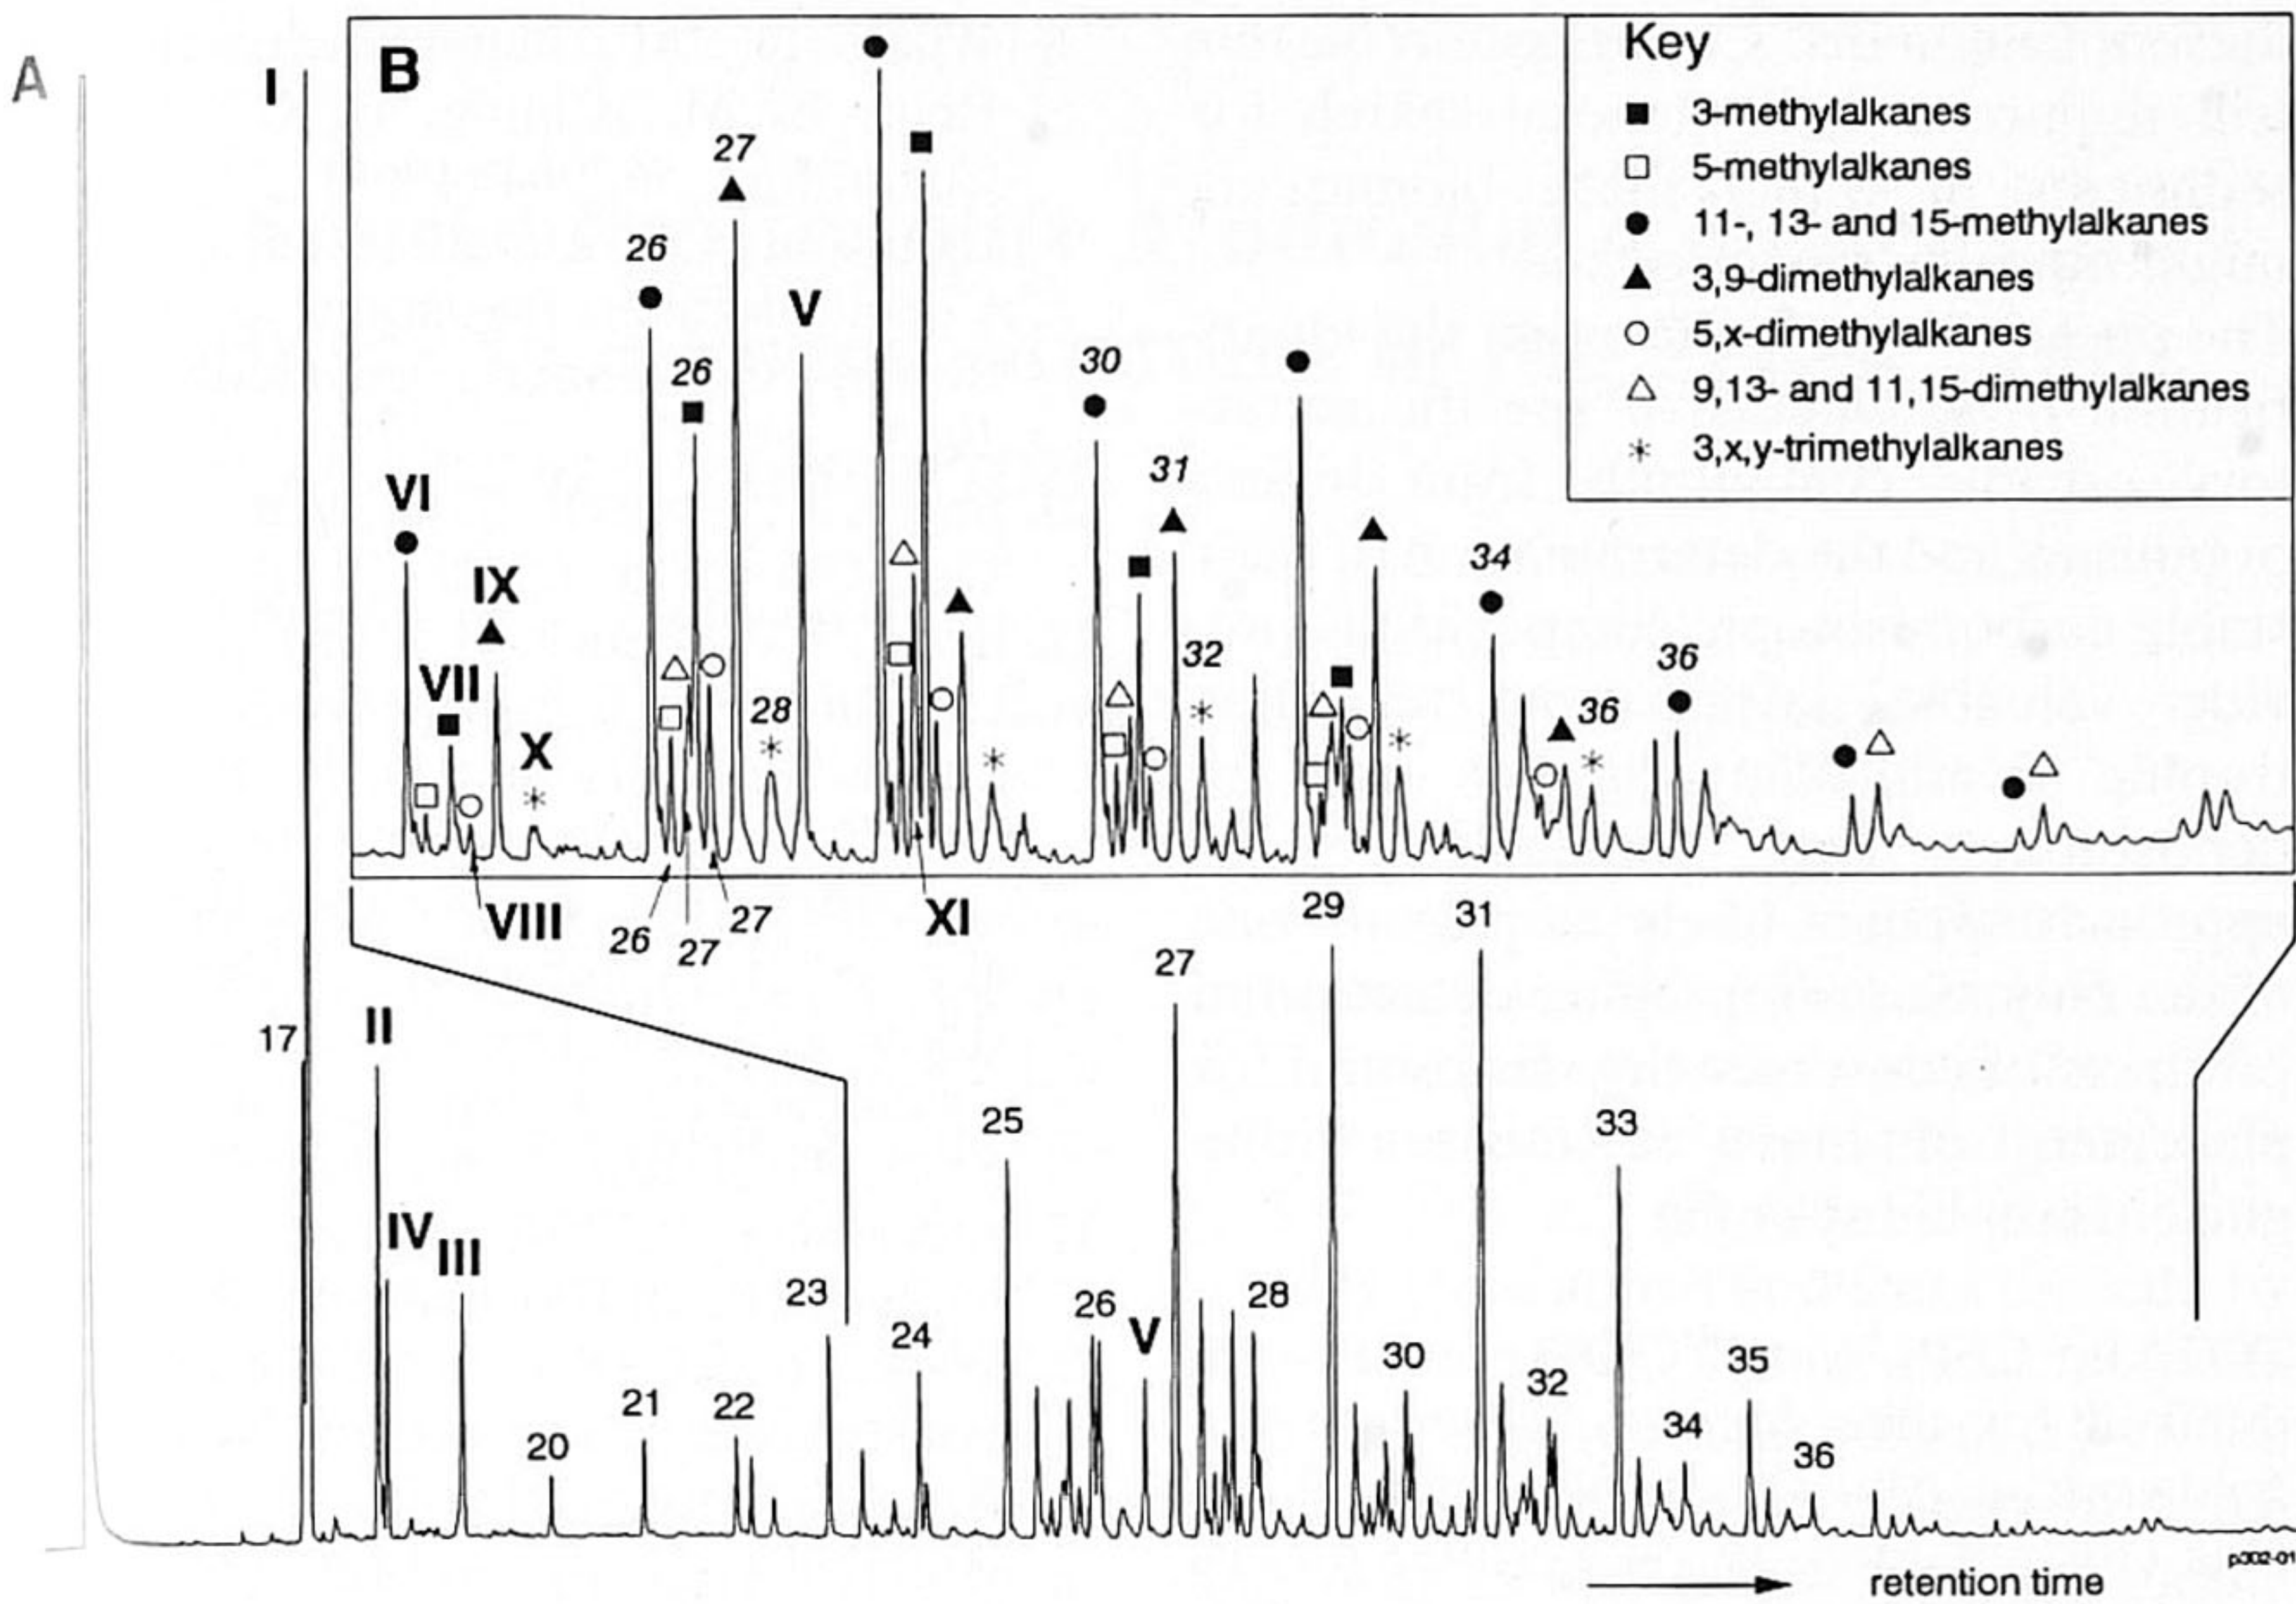 A
I
B
Key
■ 3-methylalkanes
□ 5-methylalkanes
● 11-, 13- and 15-methylalkanes
▲ 3,9-dimethylalkanes
○ 5,x-dimethylalkanes
△ 9,13- and 11,15-dimethylalkanes
* 3,x,y-trimethylalkanes
27
26
V
26
30
31
VI
34
IX
32
36
VII
28
36
X
VIII
26
27
27
XI
29
31
27
17
II
25
33
IV
III
23
26
V
28
24
30
35
32
21
22
34
20
36
p302-01
retention time